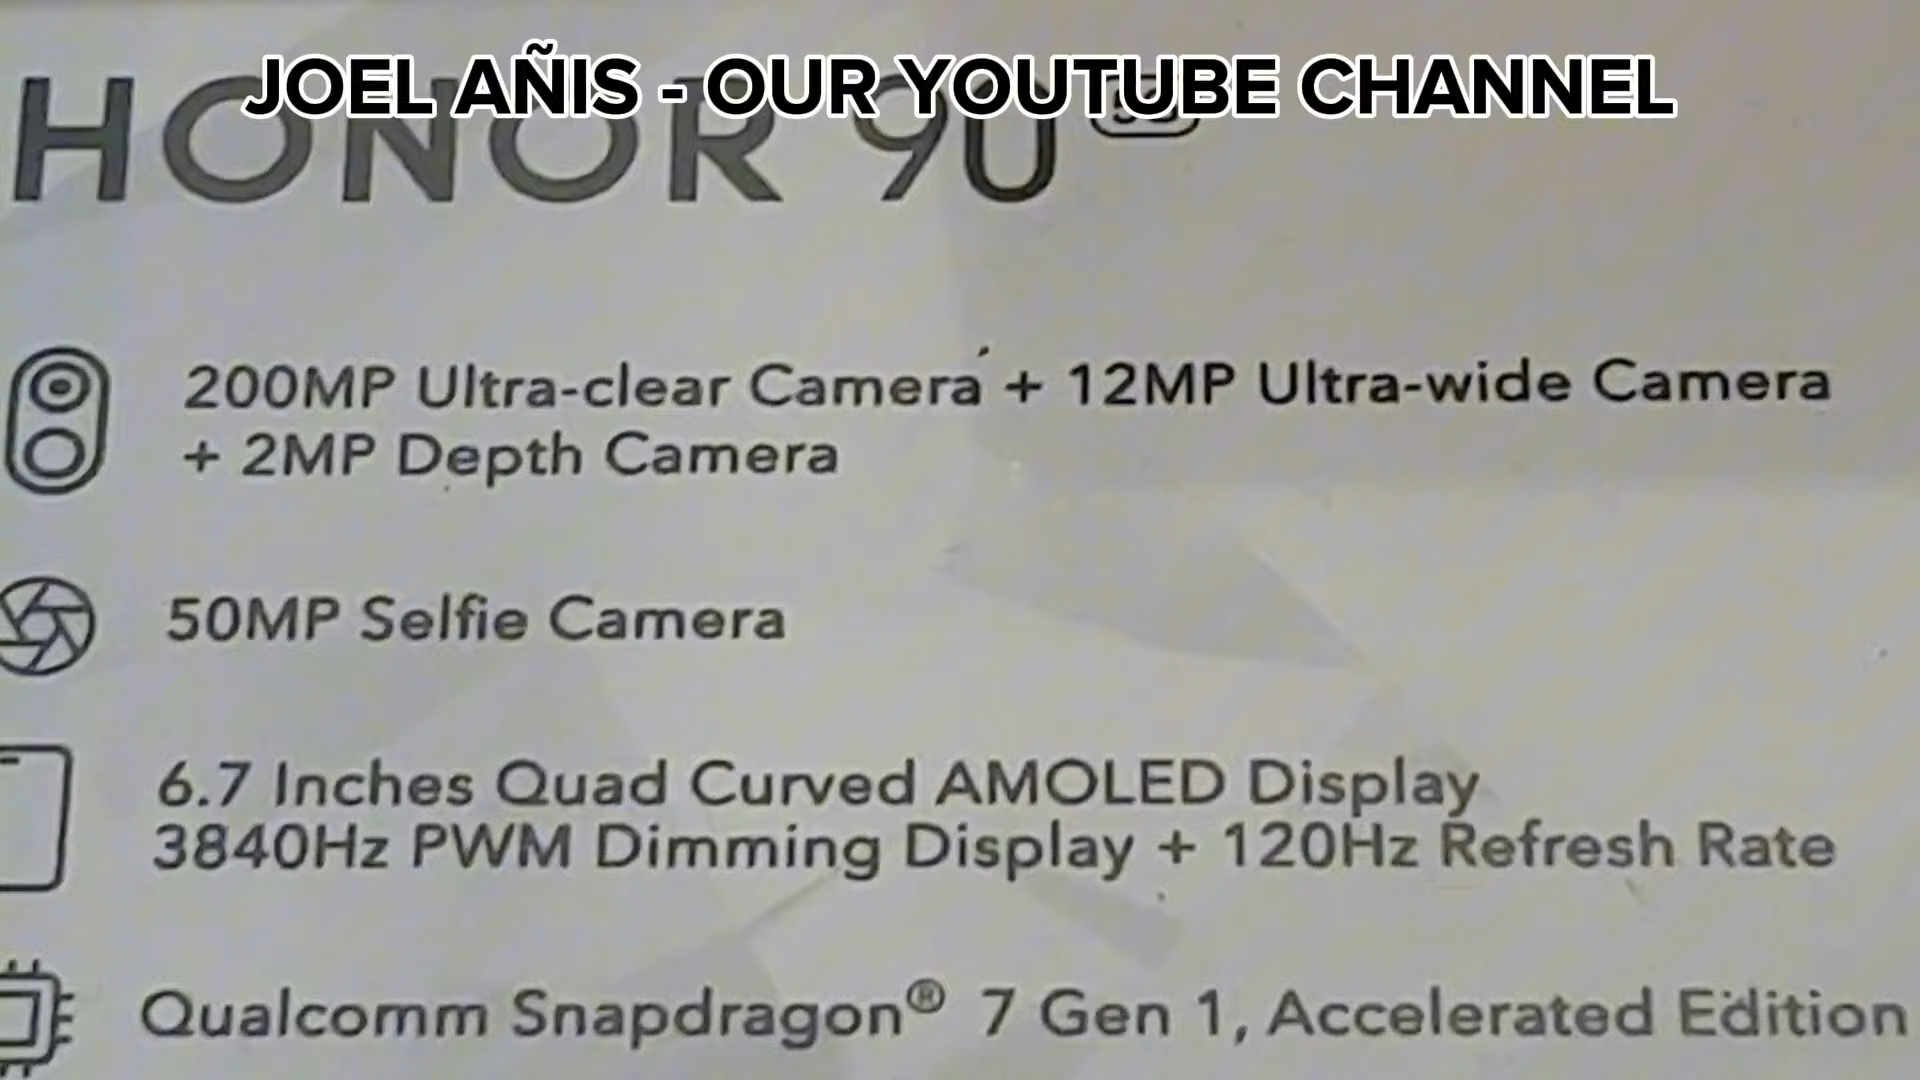 JOEL AÑIS - OUR YOUTUBE CHANNEL
HONOR 90 5G
200MP Ultra-clear Camera + 12MP Ultra-wide Camera
+ 2MP Depth Camera
50MP Selfie Camera
6.7 Inches Quad Curved AMOLED Display
3840Hz PWM Dimming Display + 120Hz Refresh Rate
Qualcomm Snapdragon® 7 Gen 1, Accelerated Edition